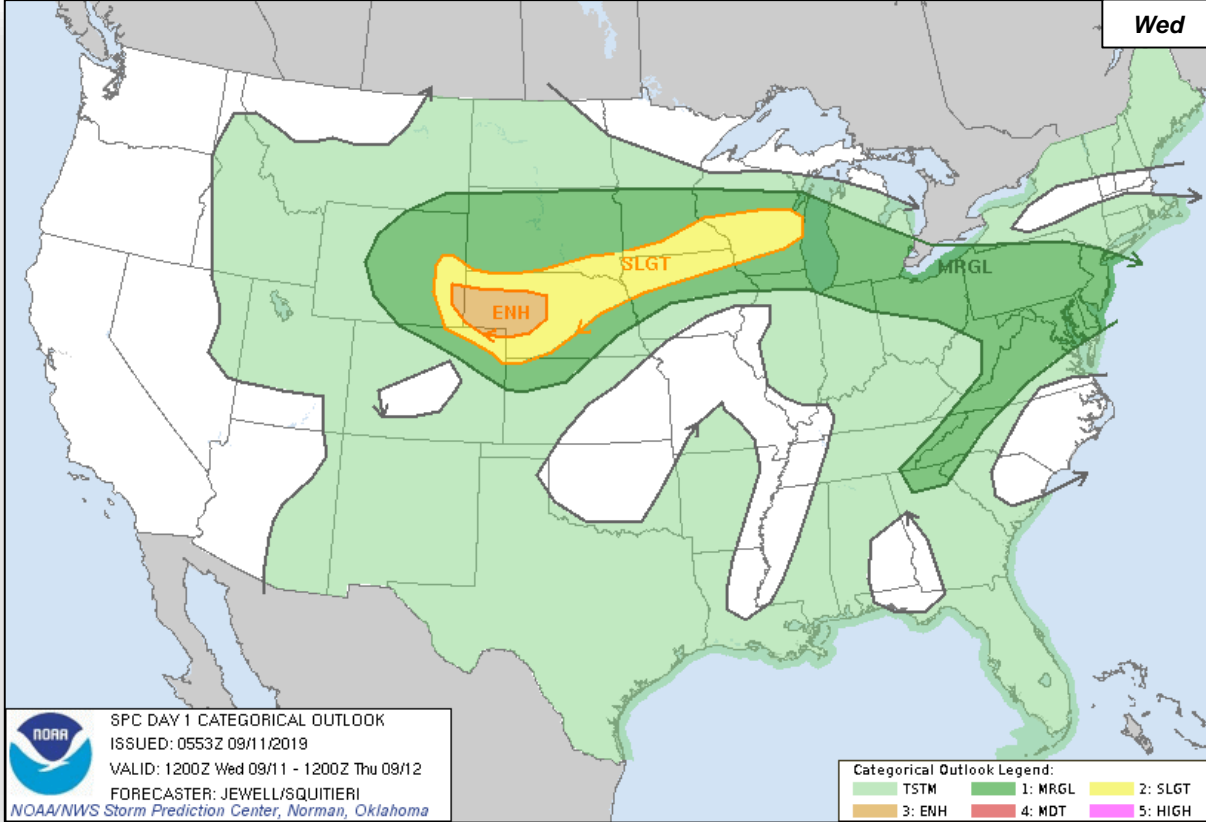 Wed
SLGT
MRGL
ENH
NOAA
SPC DAY 1 CATEGORICAL OUTLOOK
ISSUED: 0553Z 09/11/2019
VALID: 1200Z Wed 09/11 - 1200Z Thu 09/12
FORECASTER: JEWELL/SQUITIERI
NOAA/NWS Storm Prediction Center, Norman, Oklahoma
Categorical Outlook Legend:
TSTM 1: MRGL 2: SLGT
3: ENH 4: MDT 5: HIGH